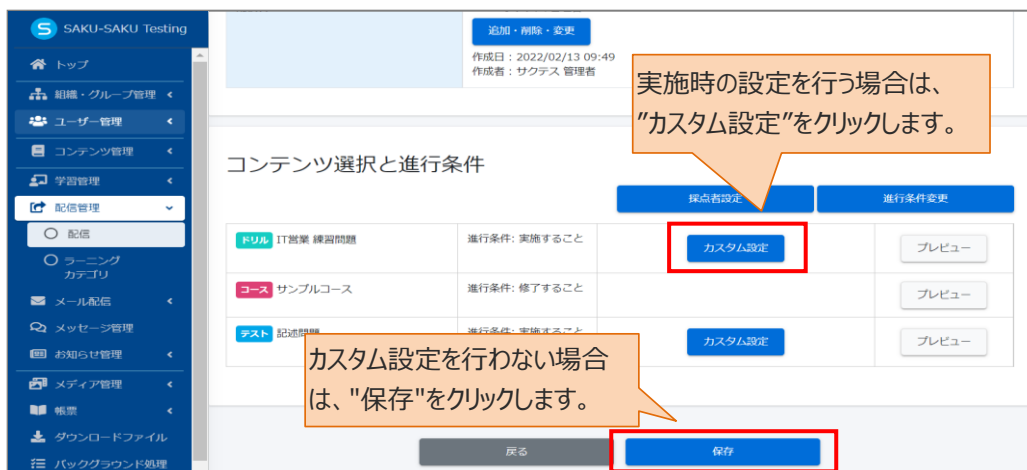 SAKU-SAKU Testing
トップ
組織・グループ管理
ユーザー管理
コンテンツ管理
学習管理
配信管理
配信
ラーニング
カテゴリ
メール配信
メッセージ管理
お知らせ管理
メディア管理
帳票
ダウンロードファイル
バックグラウンド処理
追加・削除・変更
作成日：2022/02/13 09:49
作成者：サクテス 管理者
実施時の設定を行う場合は、
”カスタム設定”をクリックします。
コンテンツ選択と進行条件
採点者設定
進行条件変更
ドリル IT営業 練習問題
進行条件: 実施すること
カスタム設定
プレビュー
コース サンプルコース
進行条件: 修了すること
プレビュー
テスト 記述問題
進行条件: 実施すること
カスタム設定
プレビュー
カスタム設定を行わない場合
は、"保存"をクリックします。
戻る
保存